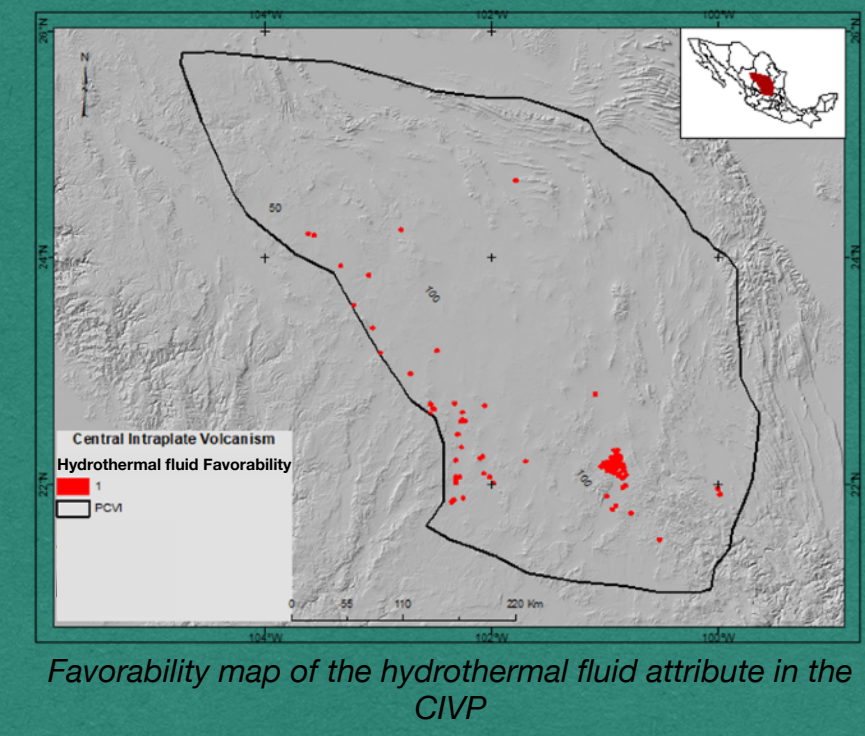 104°W 102°W 100°W
26°N
N
50
24°N 24°N
100
Central Intraplate Volcanism
Hydrothermal fluid Favorability
1
PCVI
100
22°N 22°N
0 55 110 220 Km
104°W 102°W 100°W
Favorability map of the hydrothermal fluid attribute in the
CIVP